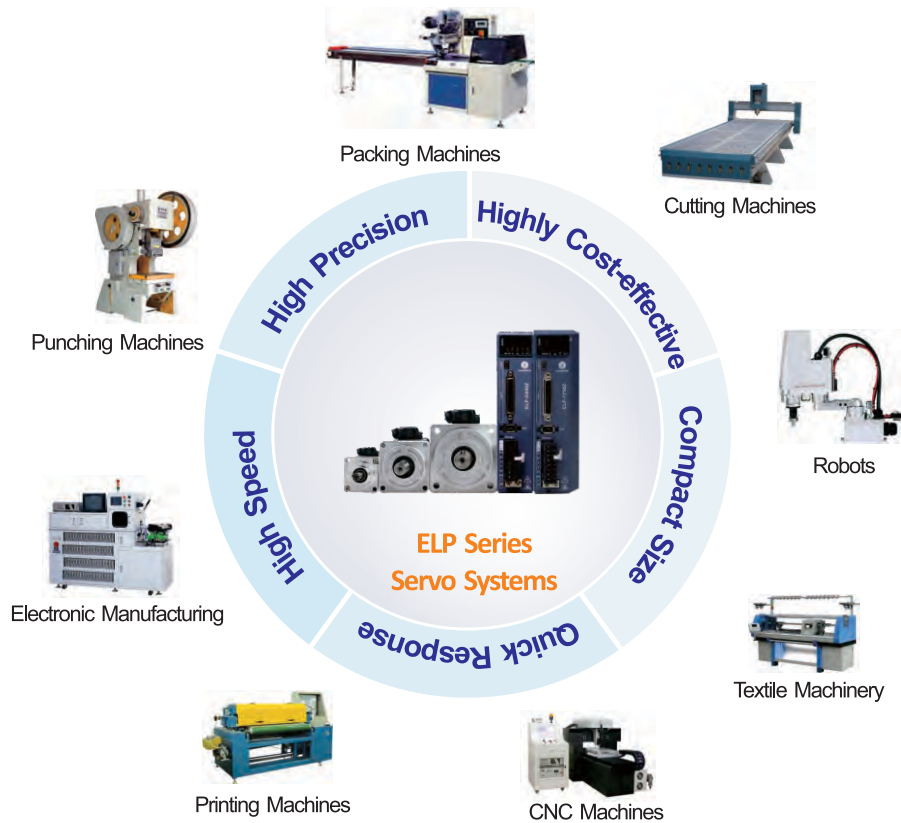 Packing Machines
Cutting Machines
High Precision
Highly Cost-effective
Punching Machines
Robots
High Speed
Compact Size
ELP Series
Servo Systems
Electronic Manufacturing
Quick Response
Textile Machinery
Printing Machines
CNC Machines